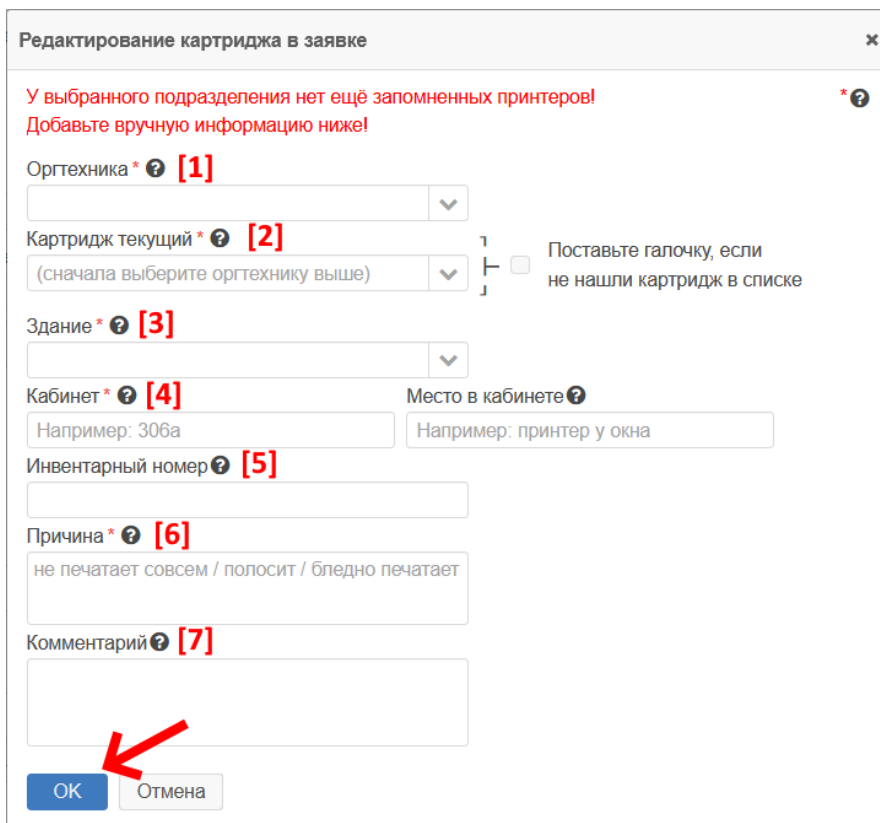 Редактирование картриджа в заявке
У выбранного подразделения нет ещё запомненных принтеров! *
Добавьте вручную информацию ниже!
Оргтехника * [1]
Картридж текущий * [2]
(сначала выберите оргтехнику выше)
Поставьте галочку, если
не нашли картридж в списке
Здание * [3]
Кабинет * [4] Место в кабинете
Например: 306а Например: принтер у окна
Инвентарный номер [5]
Причина * [6]
не печатает совсем / полосит / бледно печатает
Комментарий [7]
OK Отмена